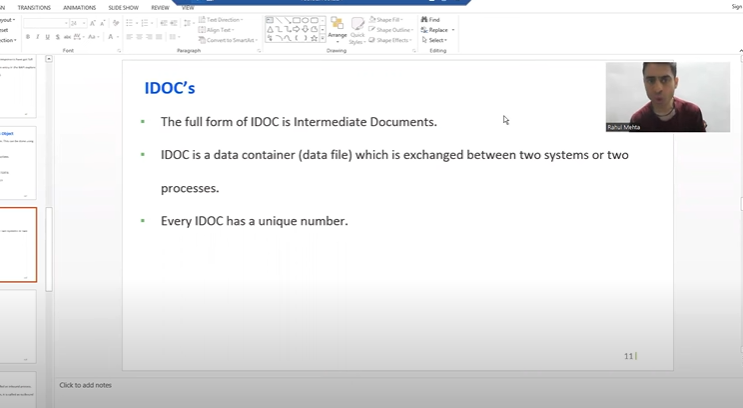 TRANSITIONS
ANIMATIONS
SLIDE SHOW
REVIEW
VIEW
Sign
Text Direction
Align Text
Convert to SmartArt
Arrange
Quick
Styles
Shape Fill
Shape Outline
Shape Effects
Find
Replace
Select
Font
Paragraph
Drawing
Editing
IDOC's
The full form of IDOC is Intermediate Documents.
IDOC is a data container (data file) which is exchanged between two systems or two
processes.
Every IDOC has a unique number.
Rahul Mehta
11
Click to add notes